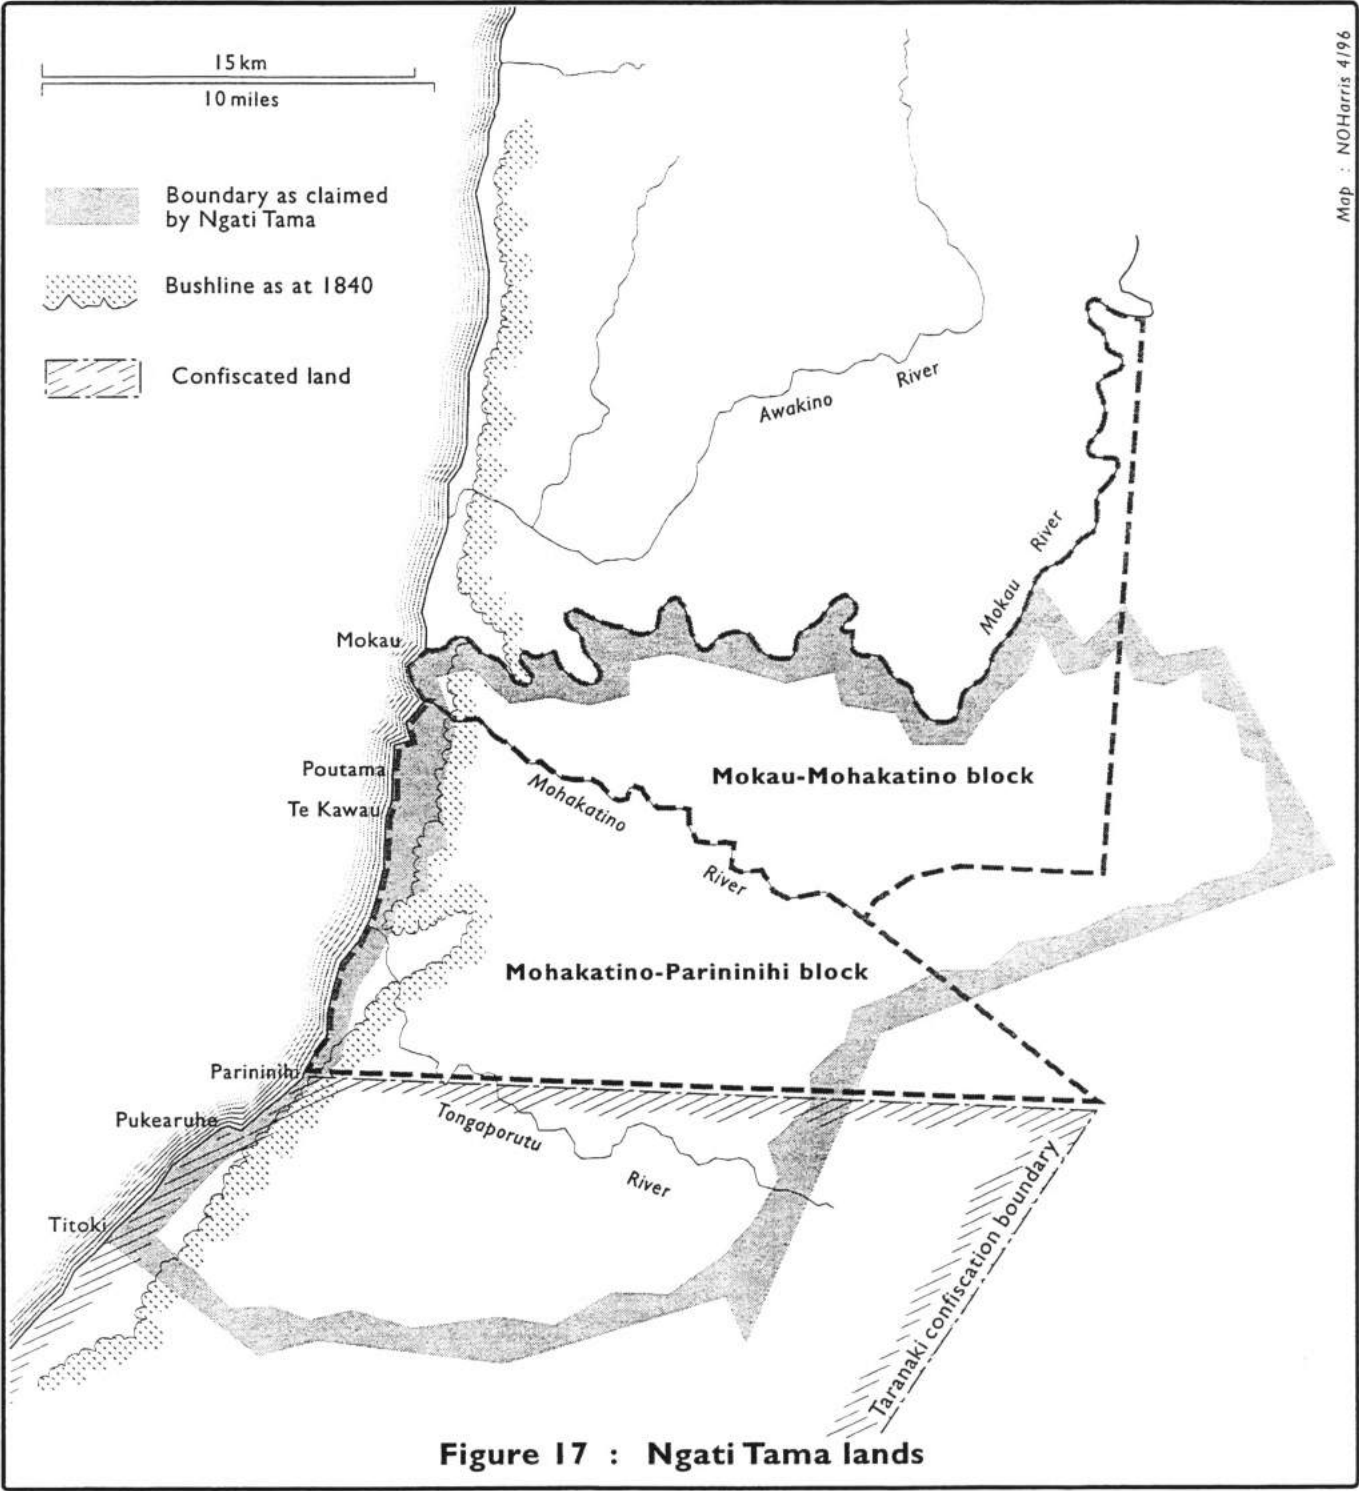 15 km
10 miles
Boundary as claimed
by Ngati Tama
Bushline as at 1840
Confiscated land
Map : NOHarris 4/96
Awakino River
Mokau River
Mokau
Poutama
Te Kawau
Mokau-Mohakatino block
Mohakatino River
Mohakatino-Parininihi block
Parininihi
Pukearuhe
Tongaporutu River
Titoki
Taranaki confiscation boundary
Figure 17 : Ngati Tama lands